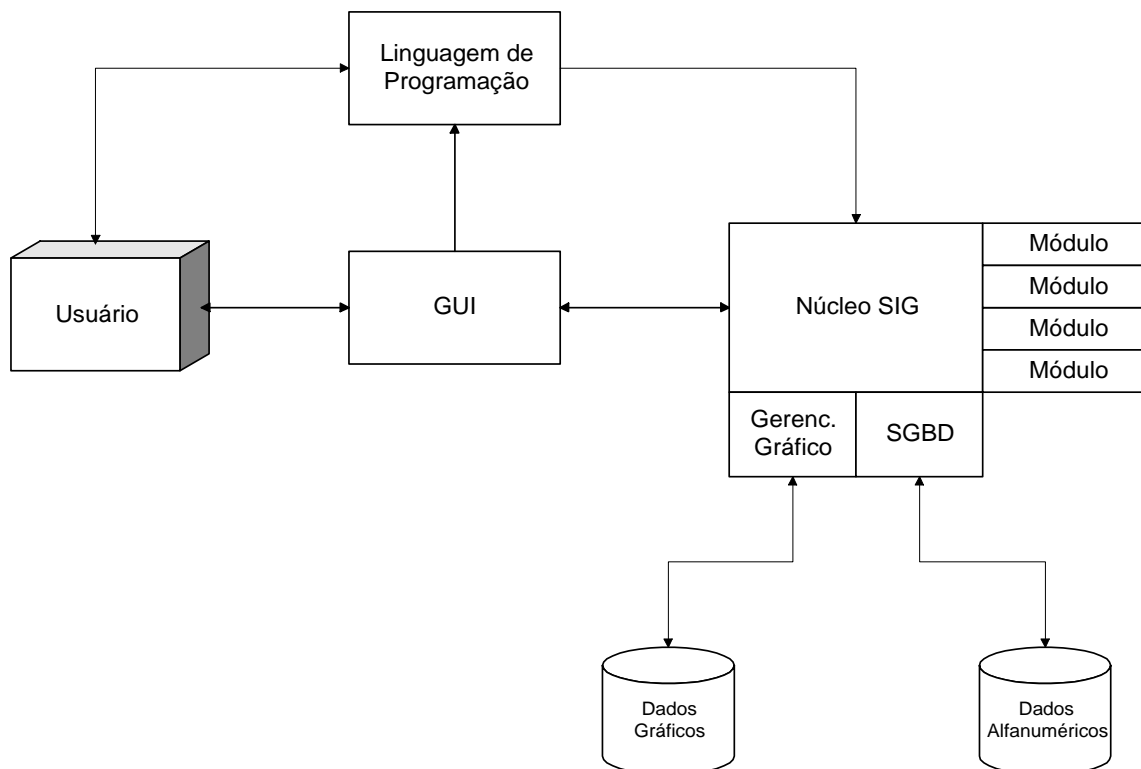 Linguagem de
Programação
Usuário
GUI
Núcleo SIG
Módulo
Módulo
Módulo
Módulo
Gerenc.
Gráfico
SGBD
Dados
Gráficos
Dados
Alfanuméricos